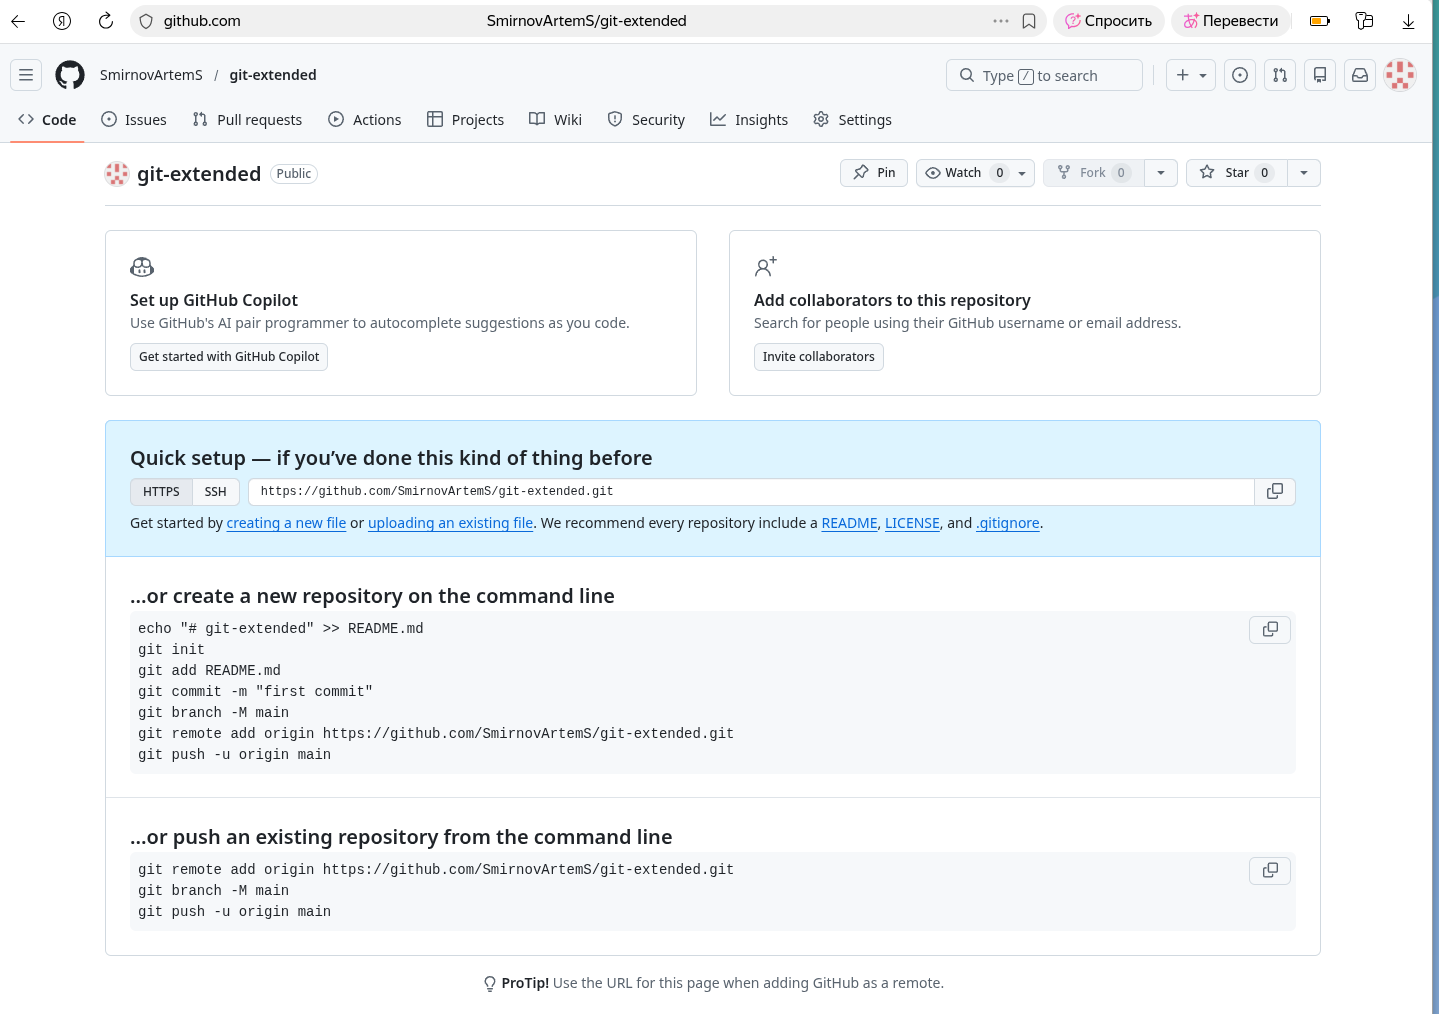 github.com SmirnovArtemS/git-extended Спросить Перевести
SmirnovArtemS / git-extended Type / to search
Code Issues Pull requests Actions Projects Wiki Security Insights Settings
git-extended Public Pin Watch 0 Fork 0 Star 0
Set up GitHub Copilot
Use GitHub's AI pair programmer to autocomplete suggestions as you code.
Get started with GitHub Copilot
Add collaborators to this repository
Search for people using their GitHub username or email address.
Invite collaborators
Quick setup — if you’ve done this kind of thing before
HTTPS SSH https://github.com/SmirnovArtemS/git-extended.git
Get started by creating a new file or uploading an existing file. We recommend every repository include a README, LICENSE, and .gitignore.
…or create a new repository on the command line
echo "# git-extended" >> README.md
git init
git add README.md
git commit -m "first commit"
git branch -M main
git remote add origin https://github.com/SmirnovArtemS/git-extended.git
git push -u origin main
…or push an existing repository from the command line
git remote add origin https://github.com/SmirnovArtemS/git-extended.git
git branch -M main
git push -u origin main
ProTip! Use the URL for this page when adding GitHub as a remote.